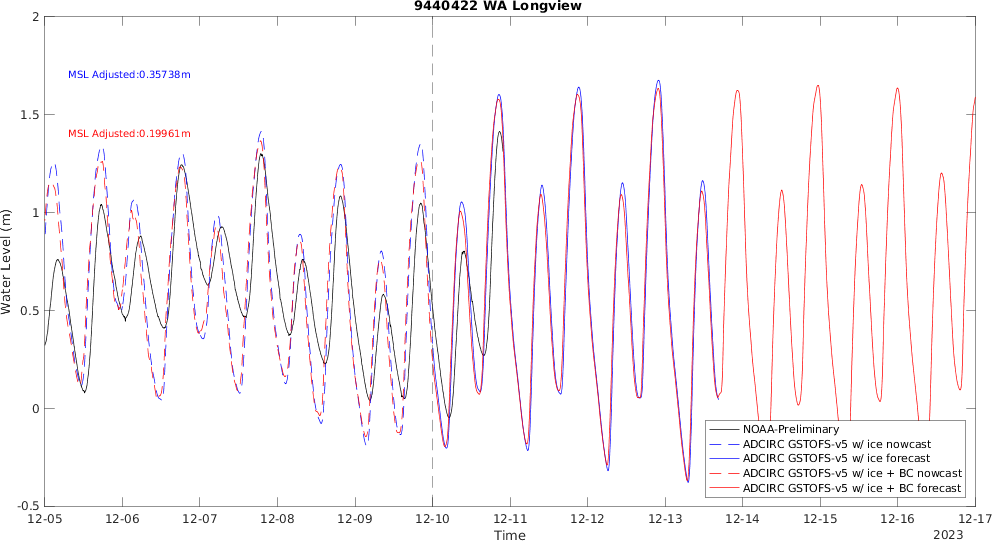 9440422 WA Longview
2
1.5
1
0.5
0
-0.5
Water Level (m)
MSL Adjusted:0.35738m
MSL Adjusted:0.19961m
NOAA-Preliminary
ADCIRC GSTOFS-v5 w/ ice nowcast
ADCIRC GSTOFS-v5 w/ ice forecast
ADCIRC GSTOFS-v5 w/ ice + BC nowcast
ADCIRC GSTOFS-v5 w/ ice + BC forecast
12-05 12-06 12-07 12-08 12-09 12-10 12-11 12-12 12-13 12-14 12-15 12-16 12-17
Time
2023